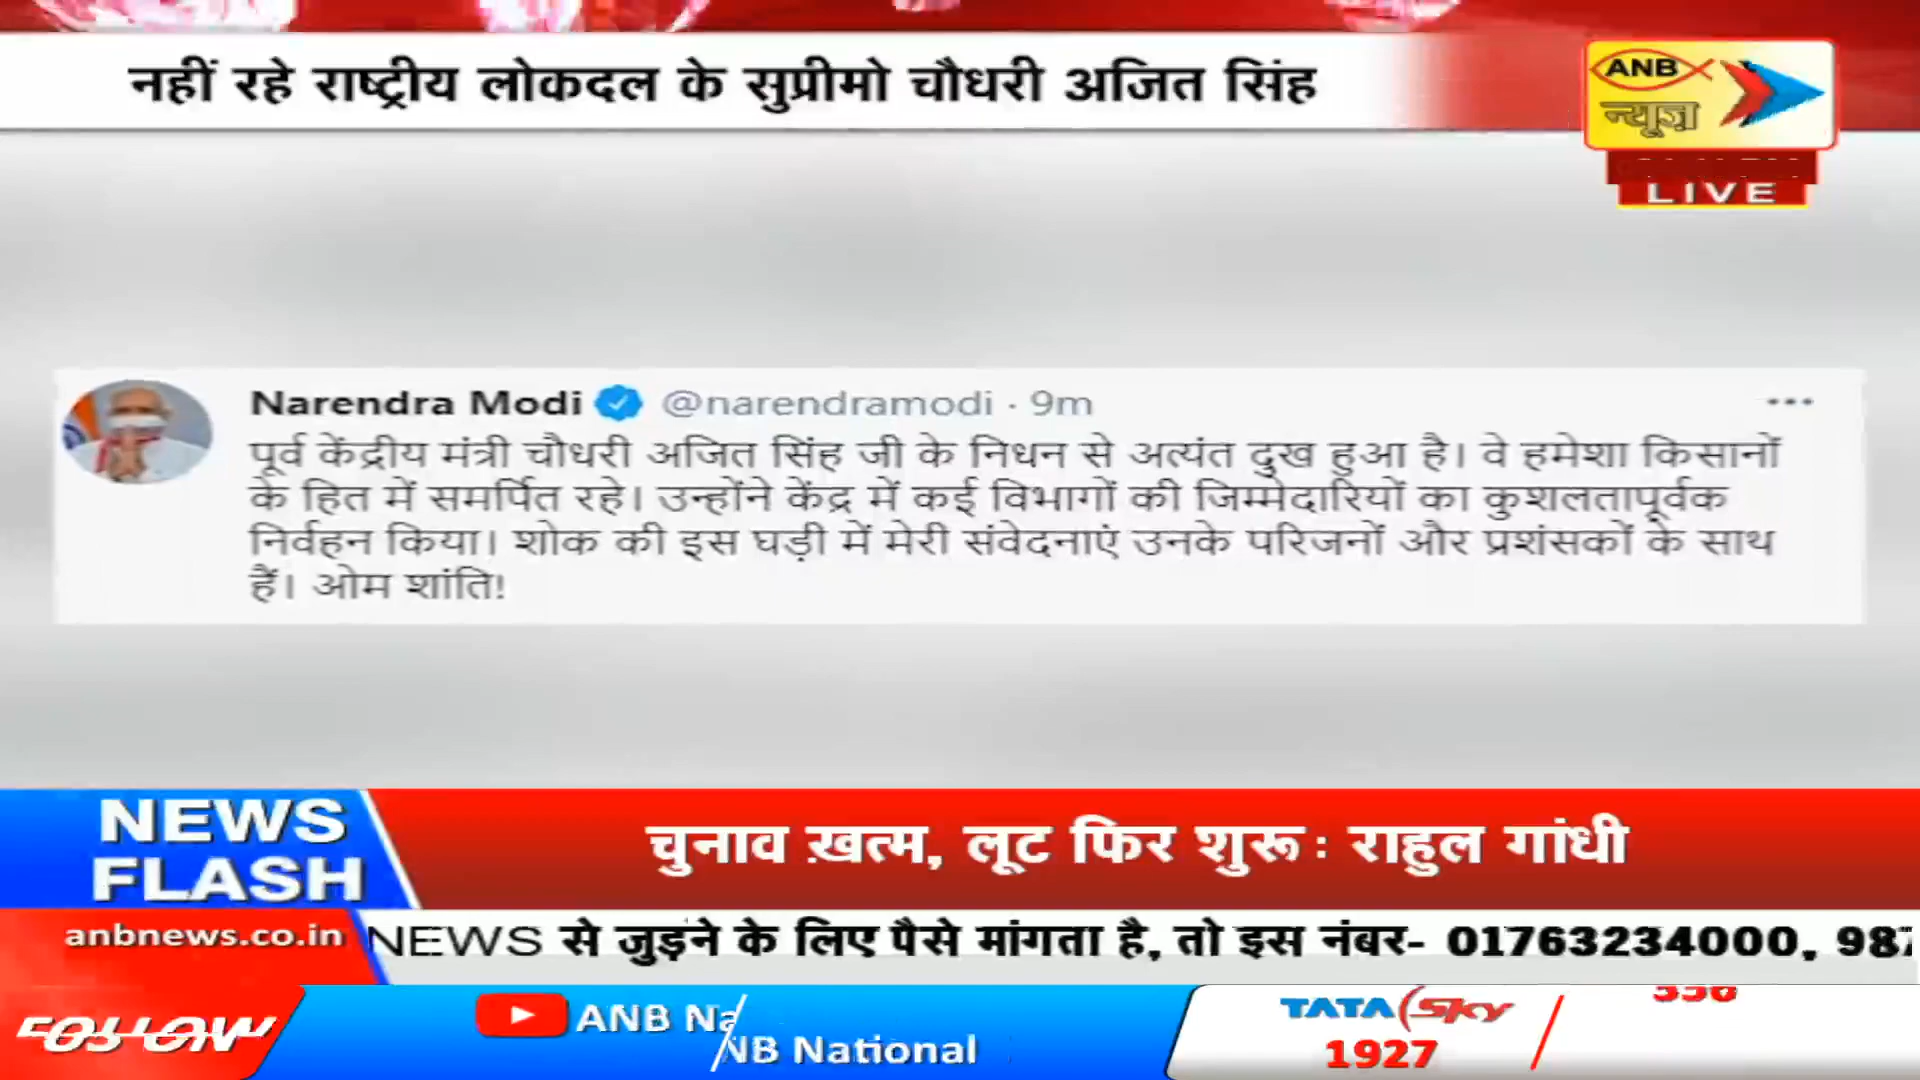 नहीं रहे राष्ट्रीय लोकदल के सुप्रीमो चौधरी अजित सिंह
ANB
न्यूज़
LIVE
Narendra Modi @narendramodi · 9m
पूर्व केंद्रीय मंत्री चौधरी अजित सिंह जी के निधन से अत्यंत दुख हुआ है। वे हमेशा किसानों
के हित में समर्पित रहे। उन्होंने केंद्र में कई विभागों की जिम्मेदारियों का कुशलतापूर्वक
निर्वहन किया। शोक की इस घड़ी में मेरी संवेदनाएं उनके परिजनों और प्रशंसकों के साथ
हैं। ओम शांति!
NEWS
FLASH
चुनाव ख़त्म, लूट फिर शुरू: राहुल गांधी
anbnews.co.in
NEWS से जुड़ने के लिए पैसे मांगता है, तो इस नंबर- 01763234000, 987
FOLLOW
ANB Na
NB National
TATA Sky
1927